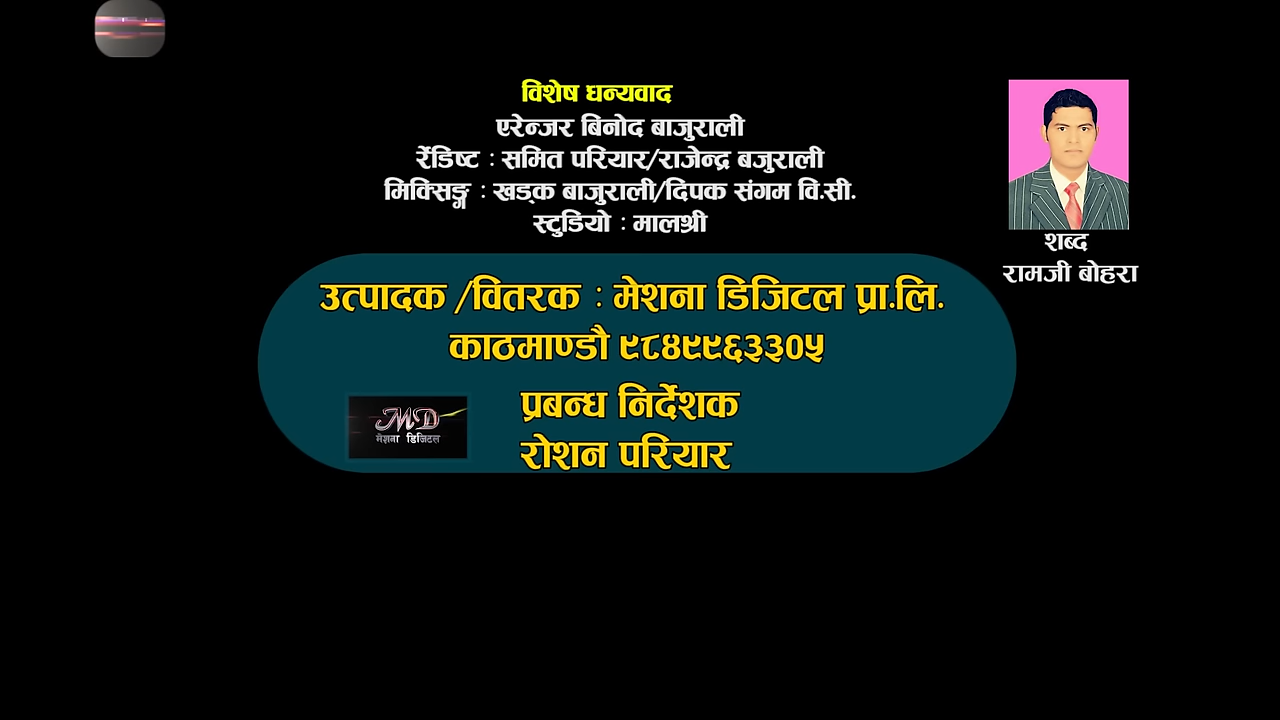 विशेष धन्यवाद
एरेन्जर बिनोद बाजुराली
र्रेडिष्ट : समित परियार/राजेन्द्र बजुराली
मिक्सिङ्ग : खड्क बाजुराली/दिपक संगम वि.सी.
स्टुडियो : मालश्री
शब्द
रामजी बोहरा
उत्पादक /वितरक : मेशना डिजिटल प्रा.लि.
काठमाण्डौ ९८४९९६३३०५
प्रबन्ध निर्देशक
रोशन परियार
MD
मेशना डिजिटल